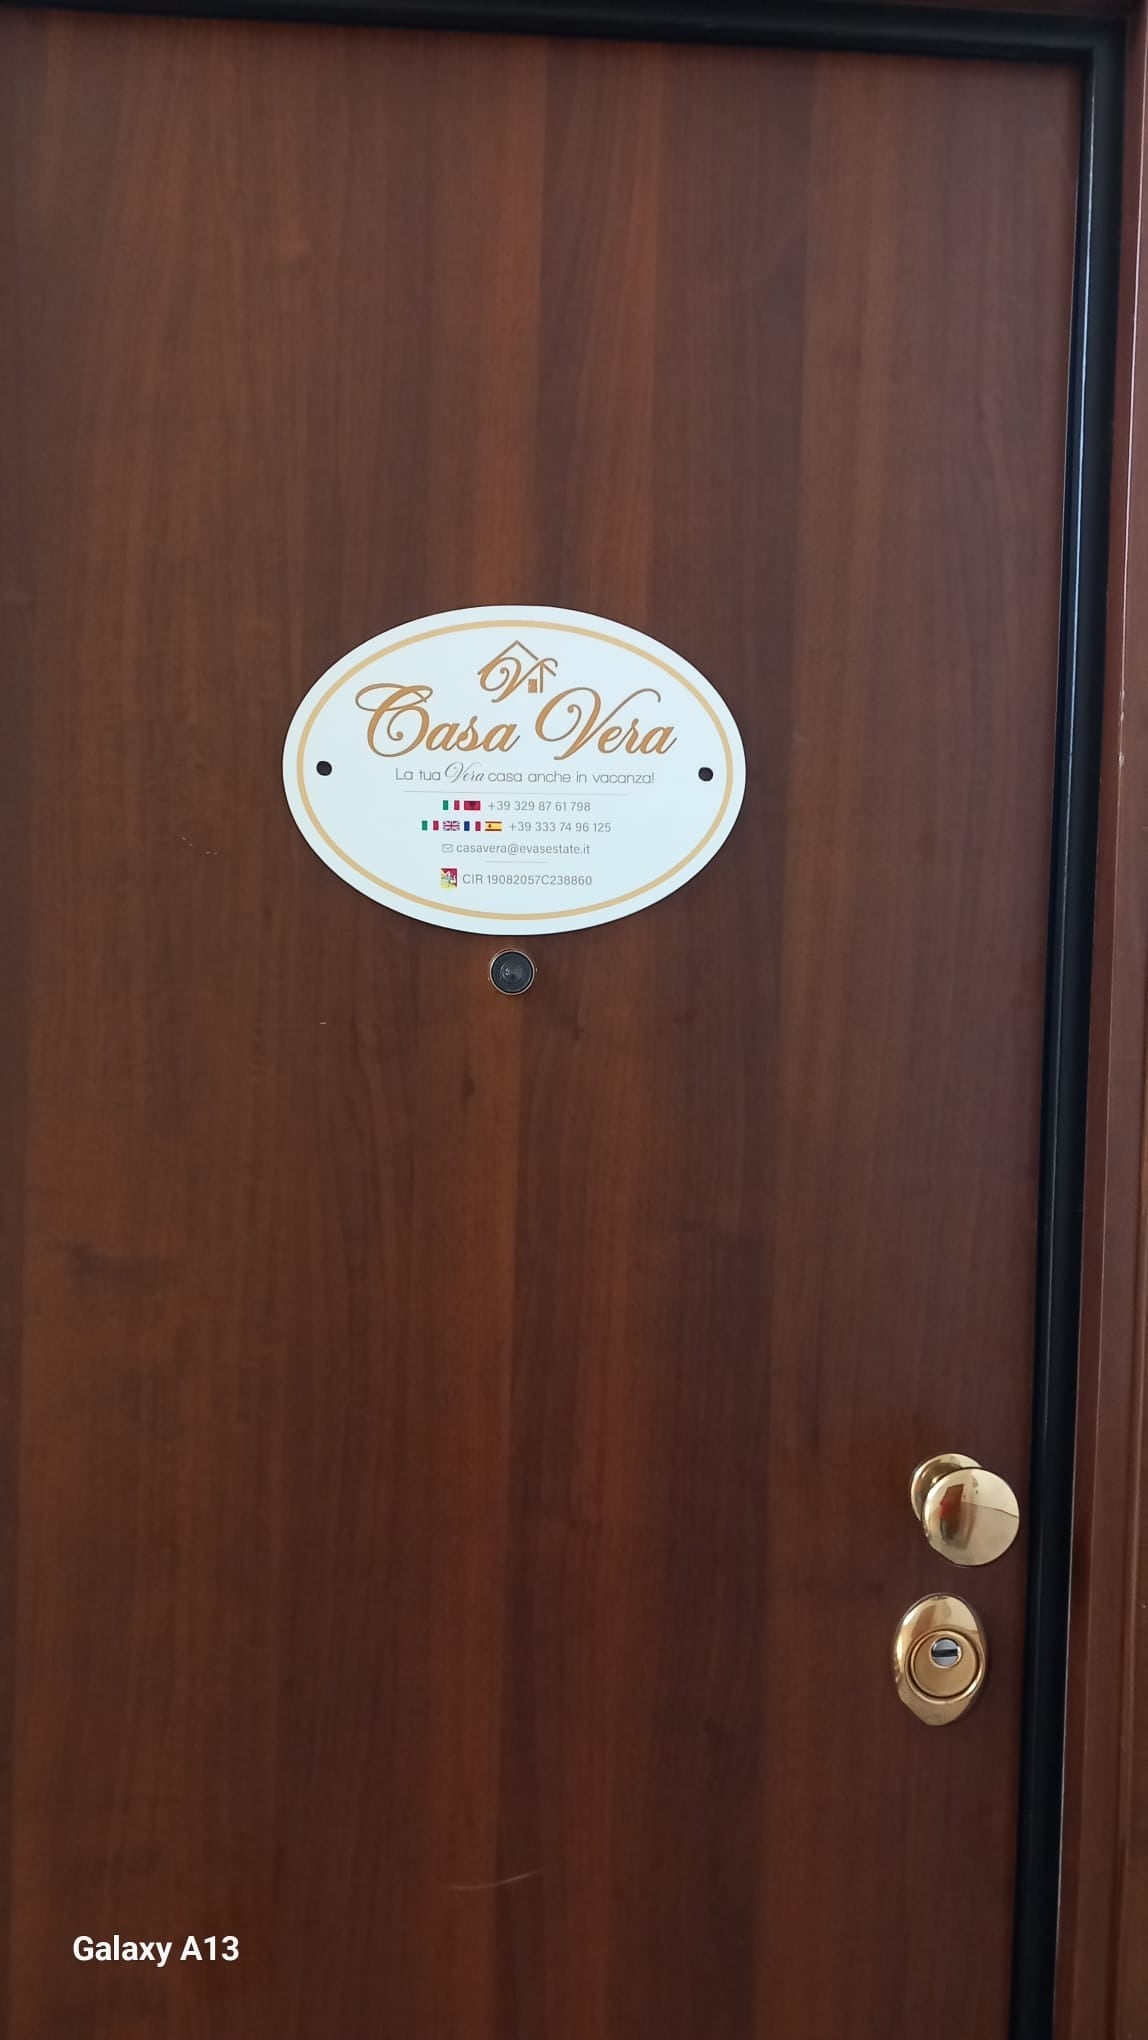 Casa Vera
La tua Vera casa anche in vacanza!
+39 329 87 61 798
+39 333 74 96 125
casavera@evasestate.it
CIR 19082057C238860
Galaxy A13